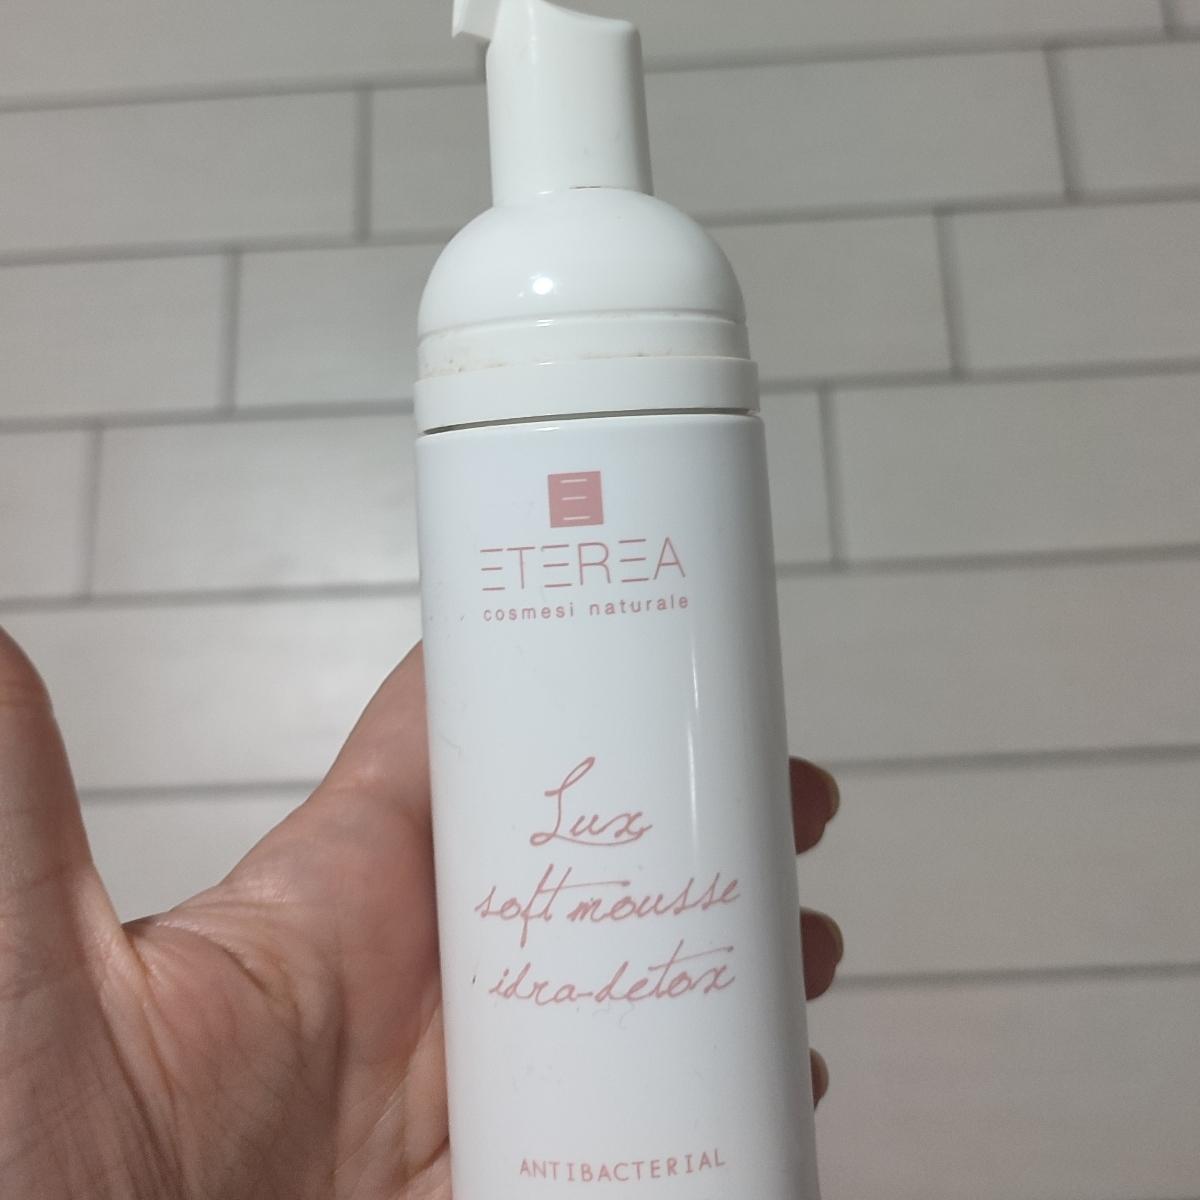 ETEREA
cosmesi naturale
Lux
soft mousse
idra-detox
ANTIBACTERIAL